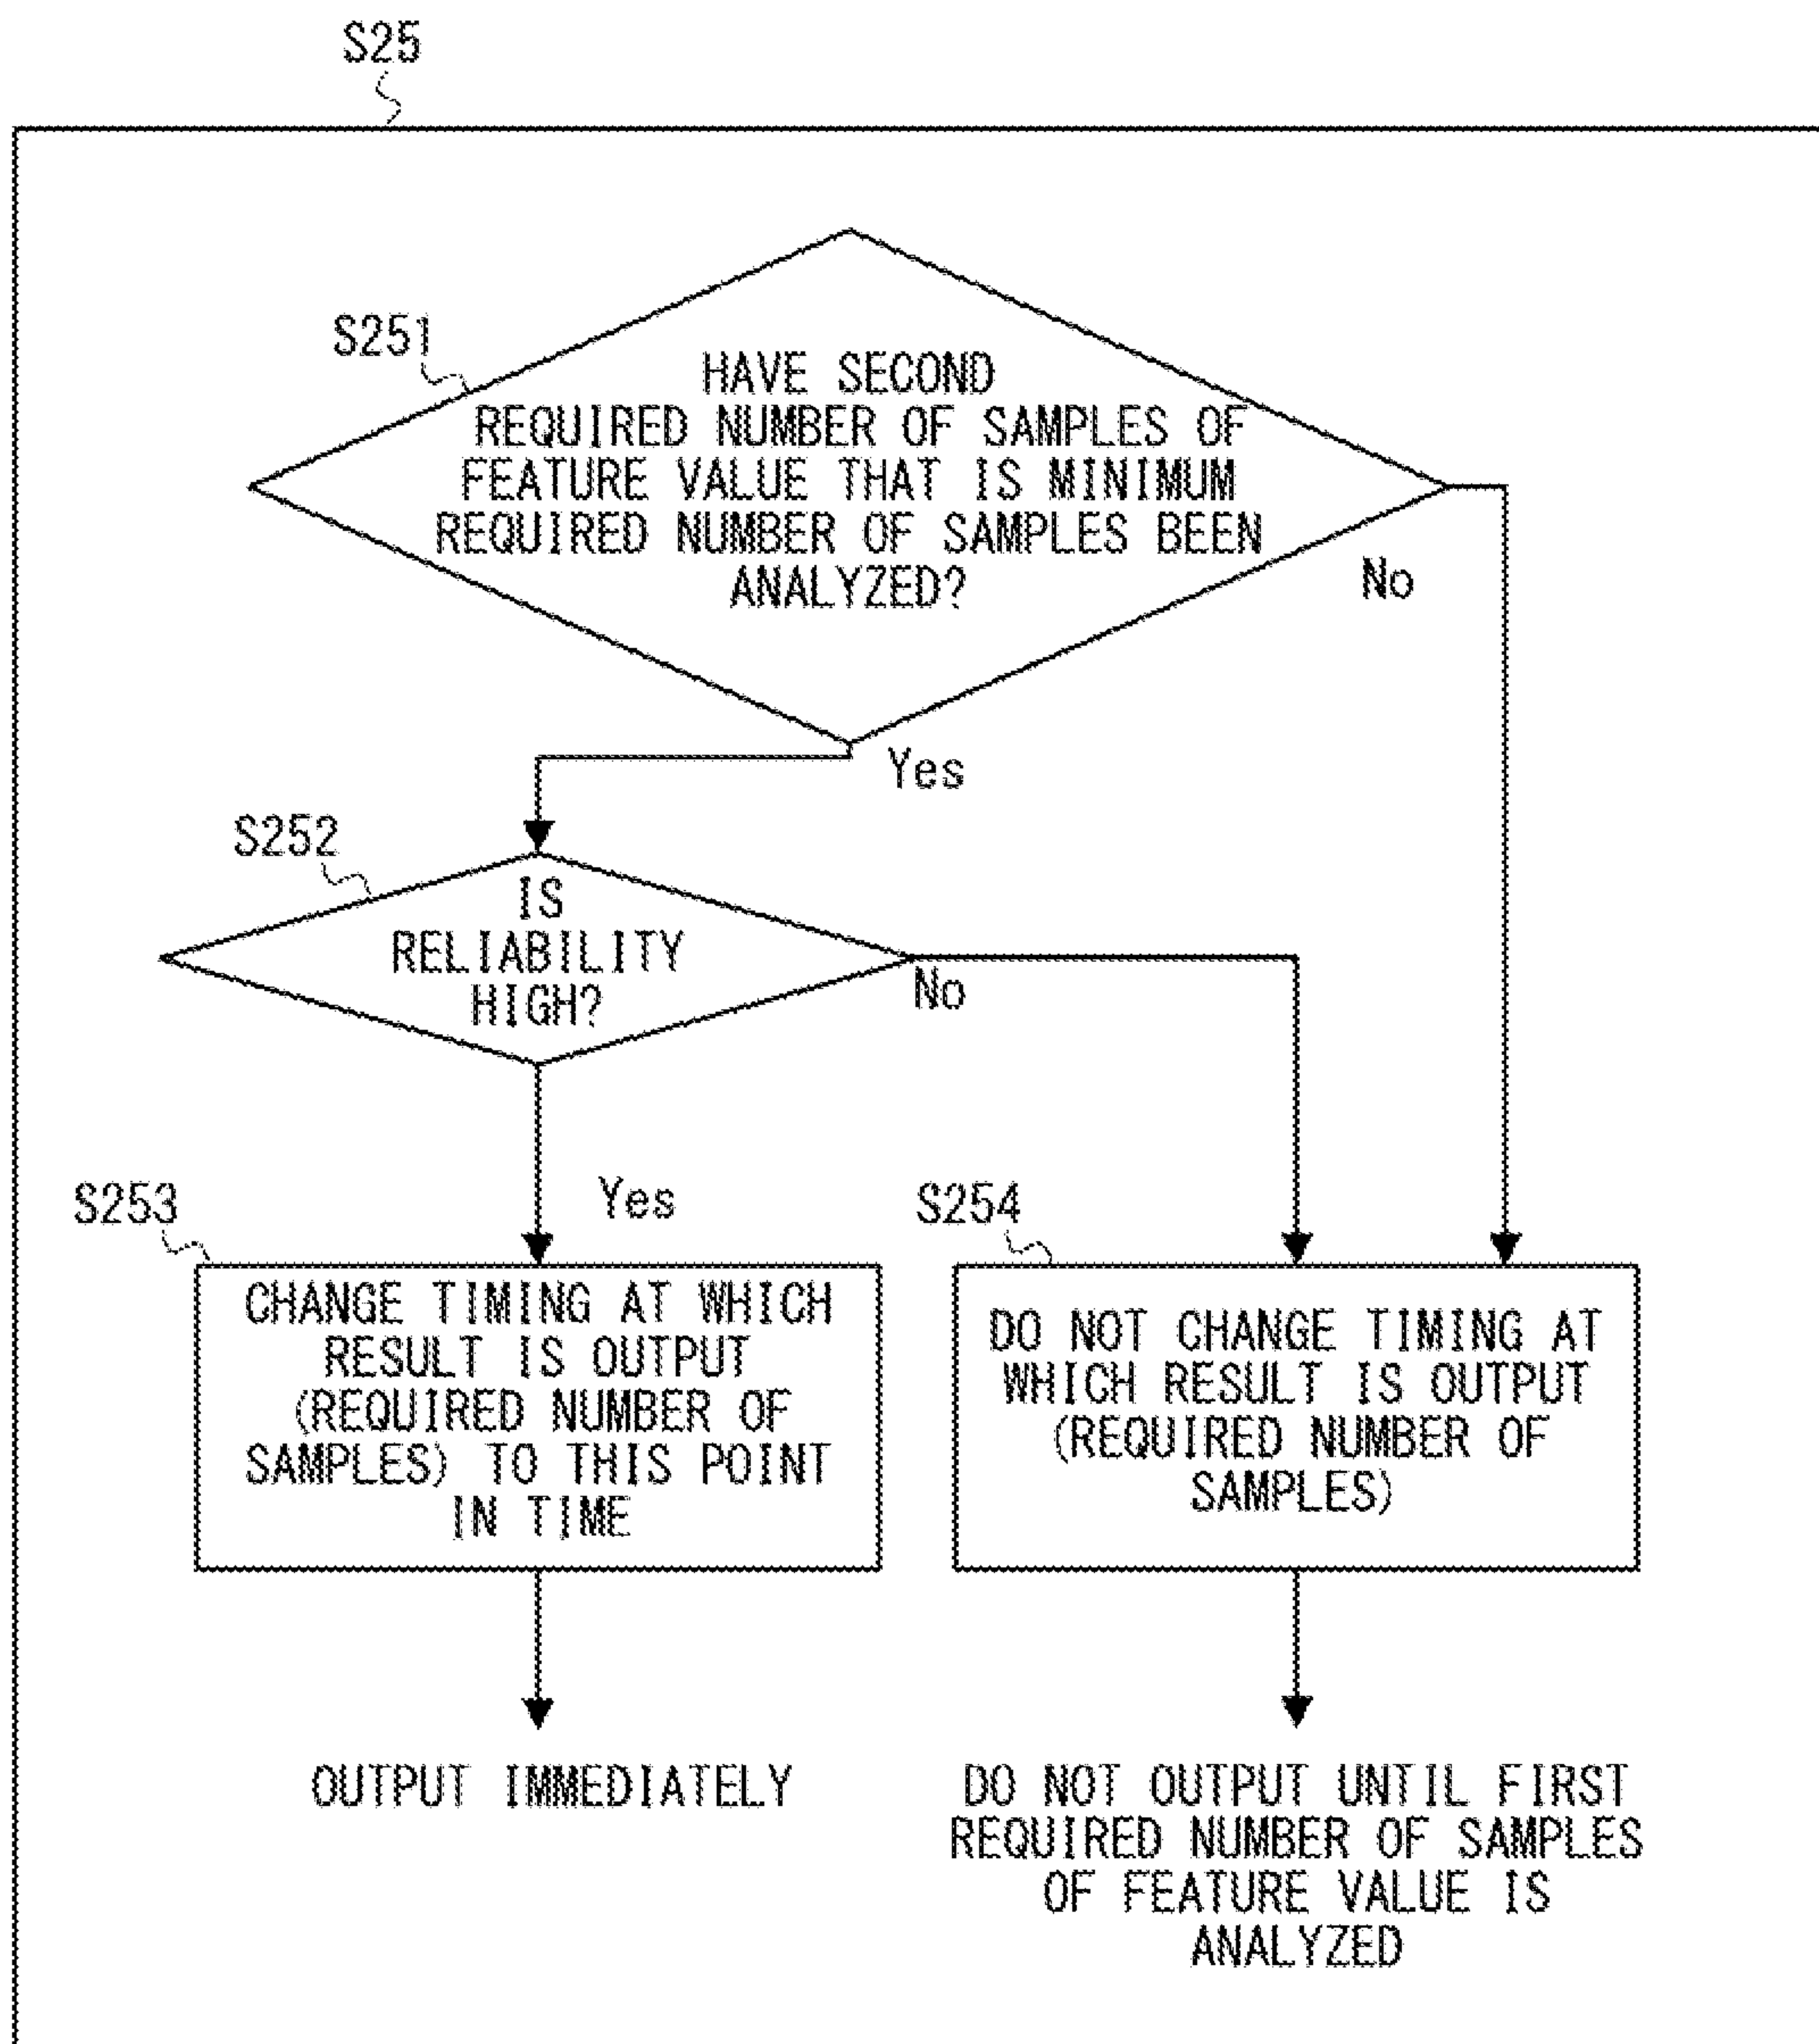 S25
S251
HAVE SECOND
REQUIRED NUMBER OF SAMPLES OF
FEATURE VALUE THAT IS MINIMUM
REQUIRED NUMBER OF SAMPLES BEEN
ANALYZED?
No
Yes
S252
IS
RELIABILITY
HIGH?
No
Yes
S253
CHANGE TIMING AT WHICH
RESULT IS OUTPUT
(REQUIRED NUMBER OF
SAMPLES) TO THIS POINT
IN TIME
S254
DO NOT CHANGE TIMING AT
WHICH RESULT IS OUTPUT
(REQUIRED NUMBER OF
SAMPLES)
OUTPUT IMMEDIATELY
DO NOT OUTPUT UNTIL FIRST
REQUIRED NUMBER OF SAMPLES
OF FEATURE VALUE IS
ANALYZED